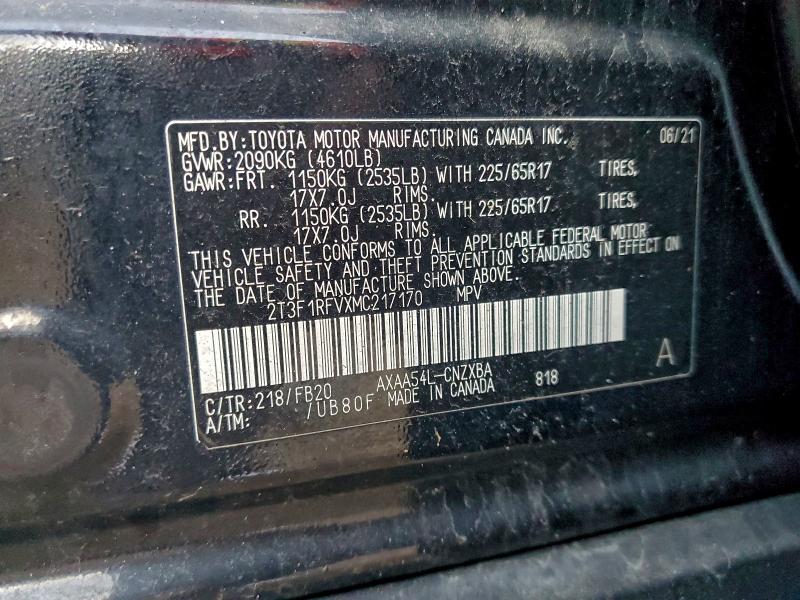 MFD.BY:TOYOTA MOTOR MANUFACTURING CANADA INC. 06/21
GVWR:2090KG (4610LB)
GAWR:FRT. 1150KG (2535LB) WITH 225/65R17 TIRES,
17X7.0J RIMS.
RR. 1150KG (2535LB) WITH 225/65R17 TIRES,
17X7.0J RIMS.
THIS VEHICLE CONFORMS TO ALL APPLICABLE FEDERAL MOTOR
VEHICLE SAFETY AND THEFT PREVENTION STANDARDS IN EFFECT ON
THE DATE OF MANUFACTURE SHOWN ABOVE.
2T3F1RFVXMC217170 MPV
A
C/TR:218/FB20 AXAA54L-CNZXBA 818
A/TM: /UB80F MADE IN CANADA